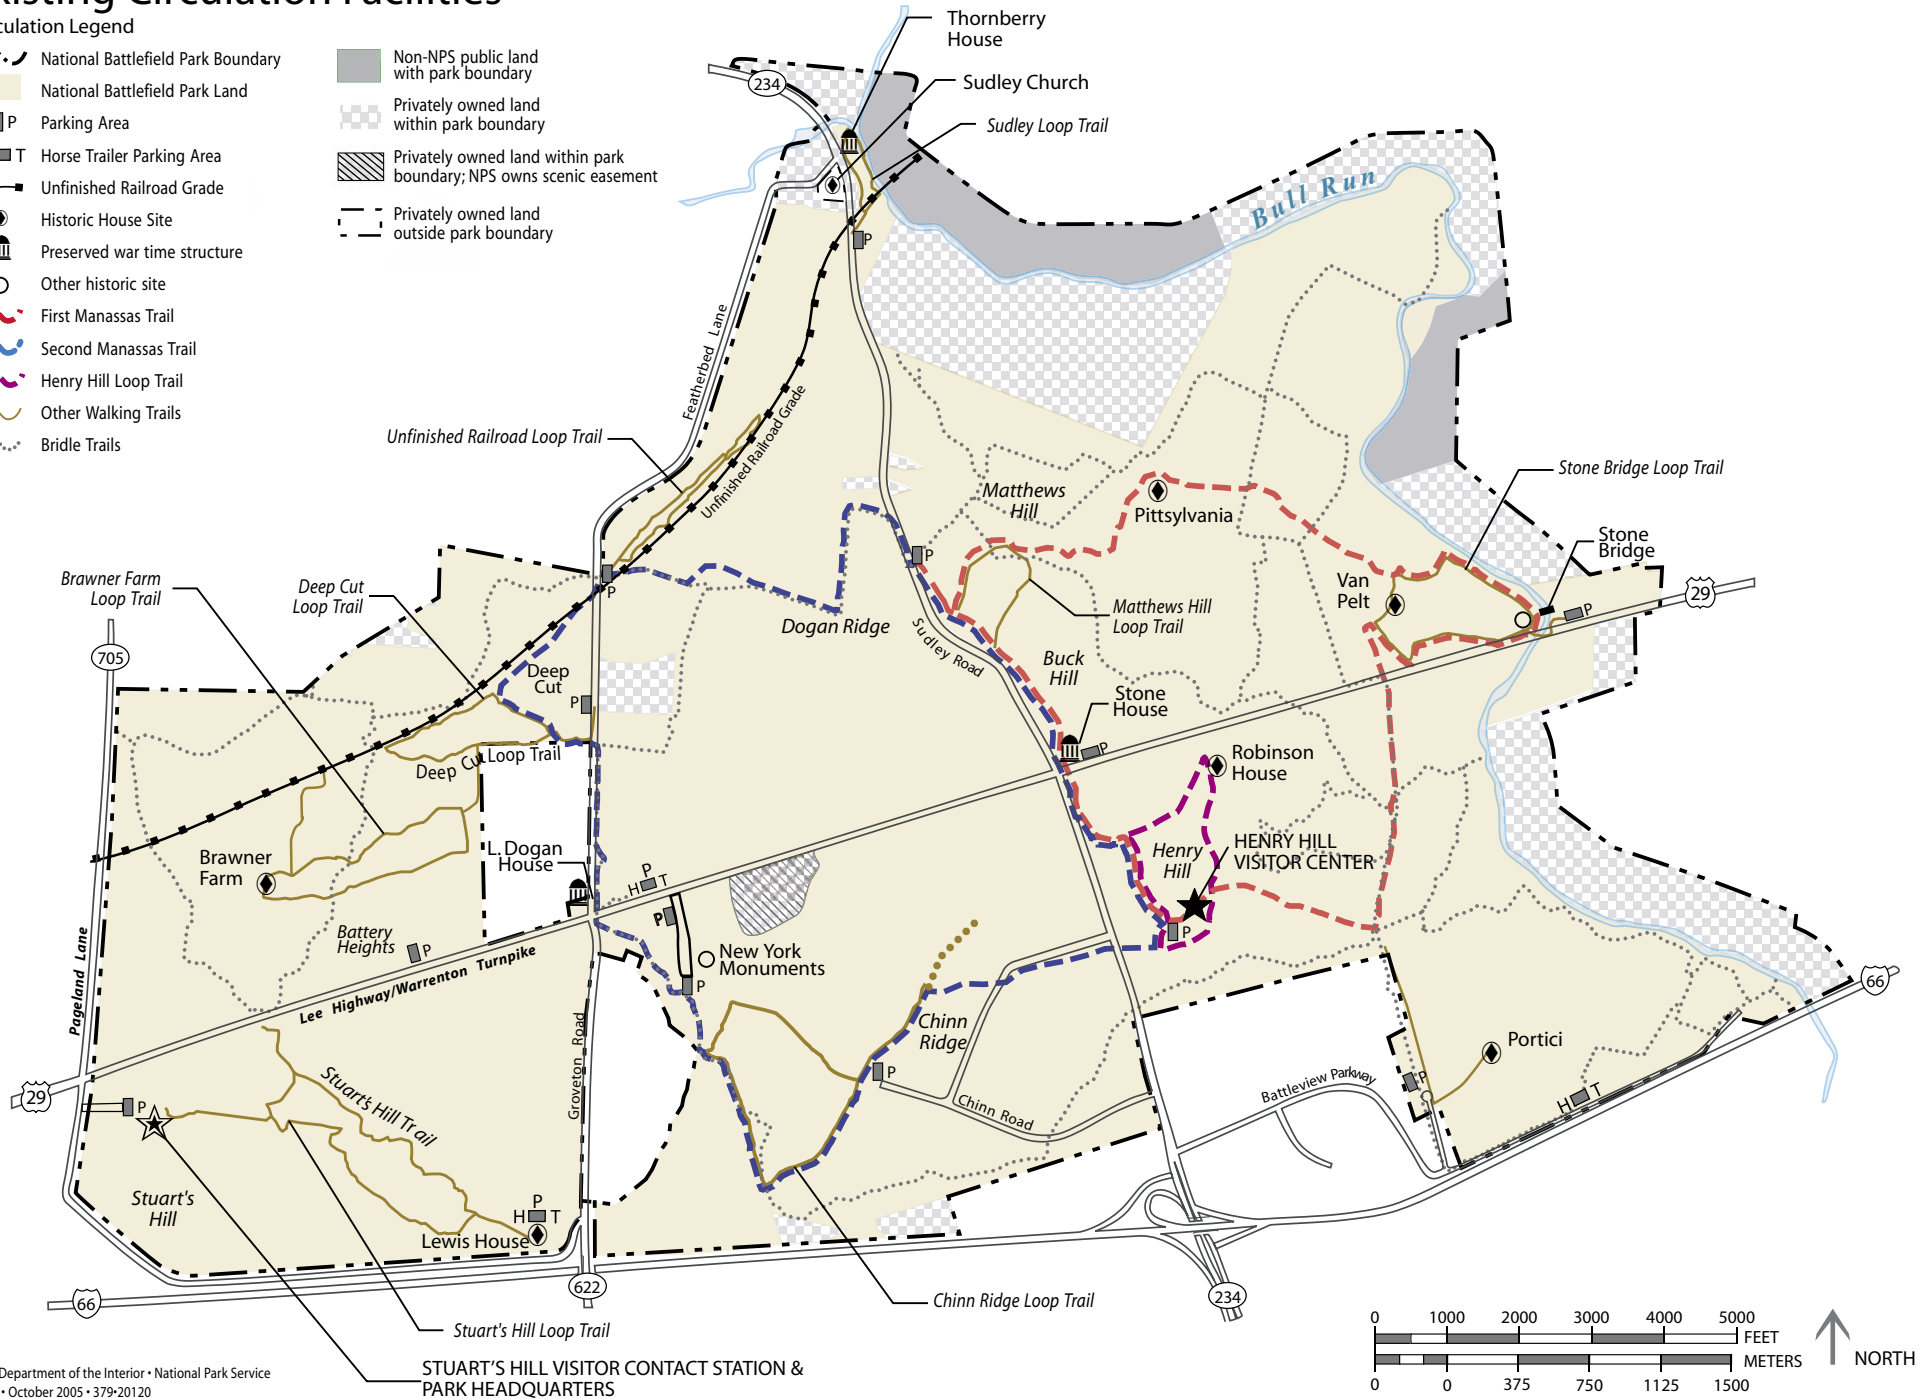 isting Circulation Facilities
culation Legend
National Battlefield Park Boundary
National Battlefield Park Land
P Parking Area
T Horse Trailer Parking Area
Unfinished Railroad Grade
Historic House Site
Preserved war time structure
Other historic site
First Manassas Trail
Second Manassas Trail
Henry Hill Loop Trail
Other Walking Trails
Bridle Trails
Non-NPS public land
with park boundary
Privately owned land
within park boundary
Privately owned land within park
boundary; NPS owns scenic easement
Privately owned land
outside park boundary
Thornberry
House
234
Sudley Church
Sudley Loop Trail
Bull Run
P
Featherbed Lane
Unfinished Railroad Grade
Unfinished Railroad Loop Trail
Matthews
Hill
Pittsylvania
Stone Bridge Loop Trail
Stone
Bridge
Brawner Farm
Loop Trail
Deep Cut
Loop Trail
P
P
Van
Pelt
P
29
705
Dogan Ridge
Sudley Road
Matthews Hill
Loop Trail
Buck
Hill
Deep
Cut
P
Stone
House
P
Deep Cut Loop Trail
Robinson
House
L. Dogan
House
Brawner
Farm
Henry
Hill
HENRY HILL
VISITOR CENTER
P
H T
P
Battery
Heights
P
P
New York
Monuments
P
Lee Highway/Warrenton Turnpike
Pageland Lane
66
Chinn
Ridge
Groveton Road
Portici
P
P
29
P
Stuart's Hill Trail
Chinn Road
Battleview Parkway
H T
Stuart's
Hill
P
H T
Lewis House
622
66
234
Chinn Ridge Loop Trail
Stuart's Hill Loop Trail
STUART'S HILL VISITOR CONTACT STATION &
PARK HEADQUARTERS
Department of the Interior • National Park Service
• October 2005 • 379•20120
0 1000 2000 3000 4000 5000
FEET
METERS
0 0 375 750 1125 1500
NORTH